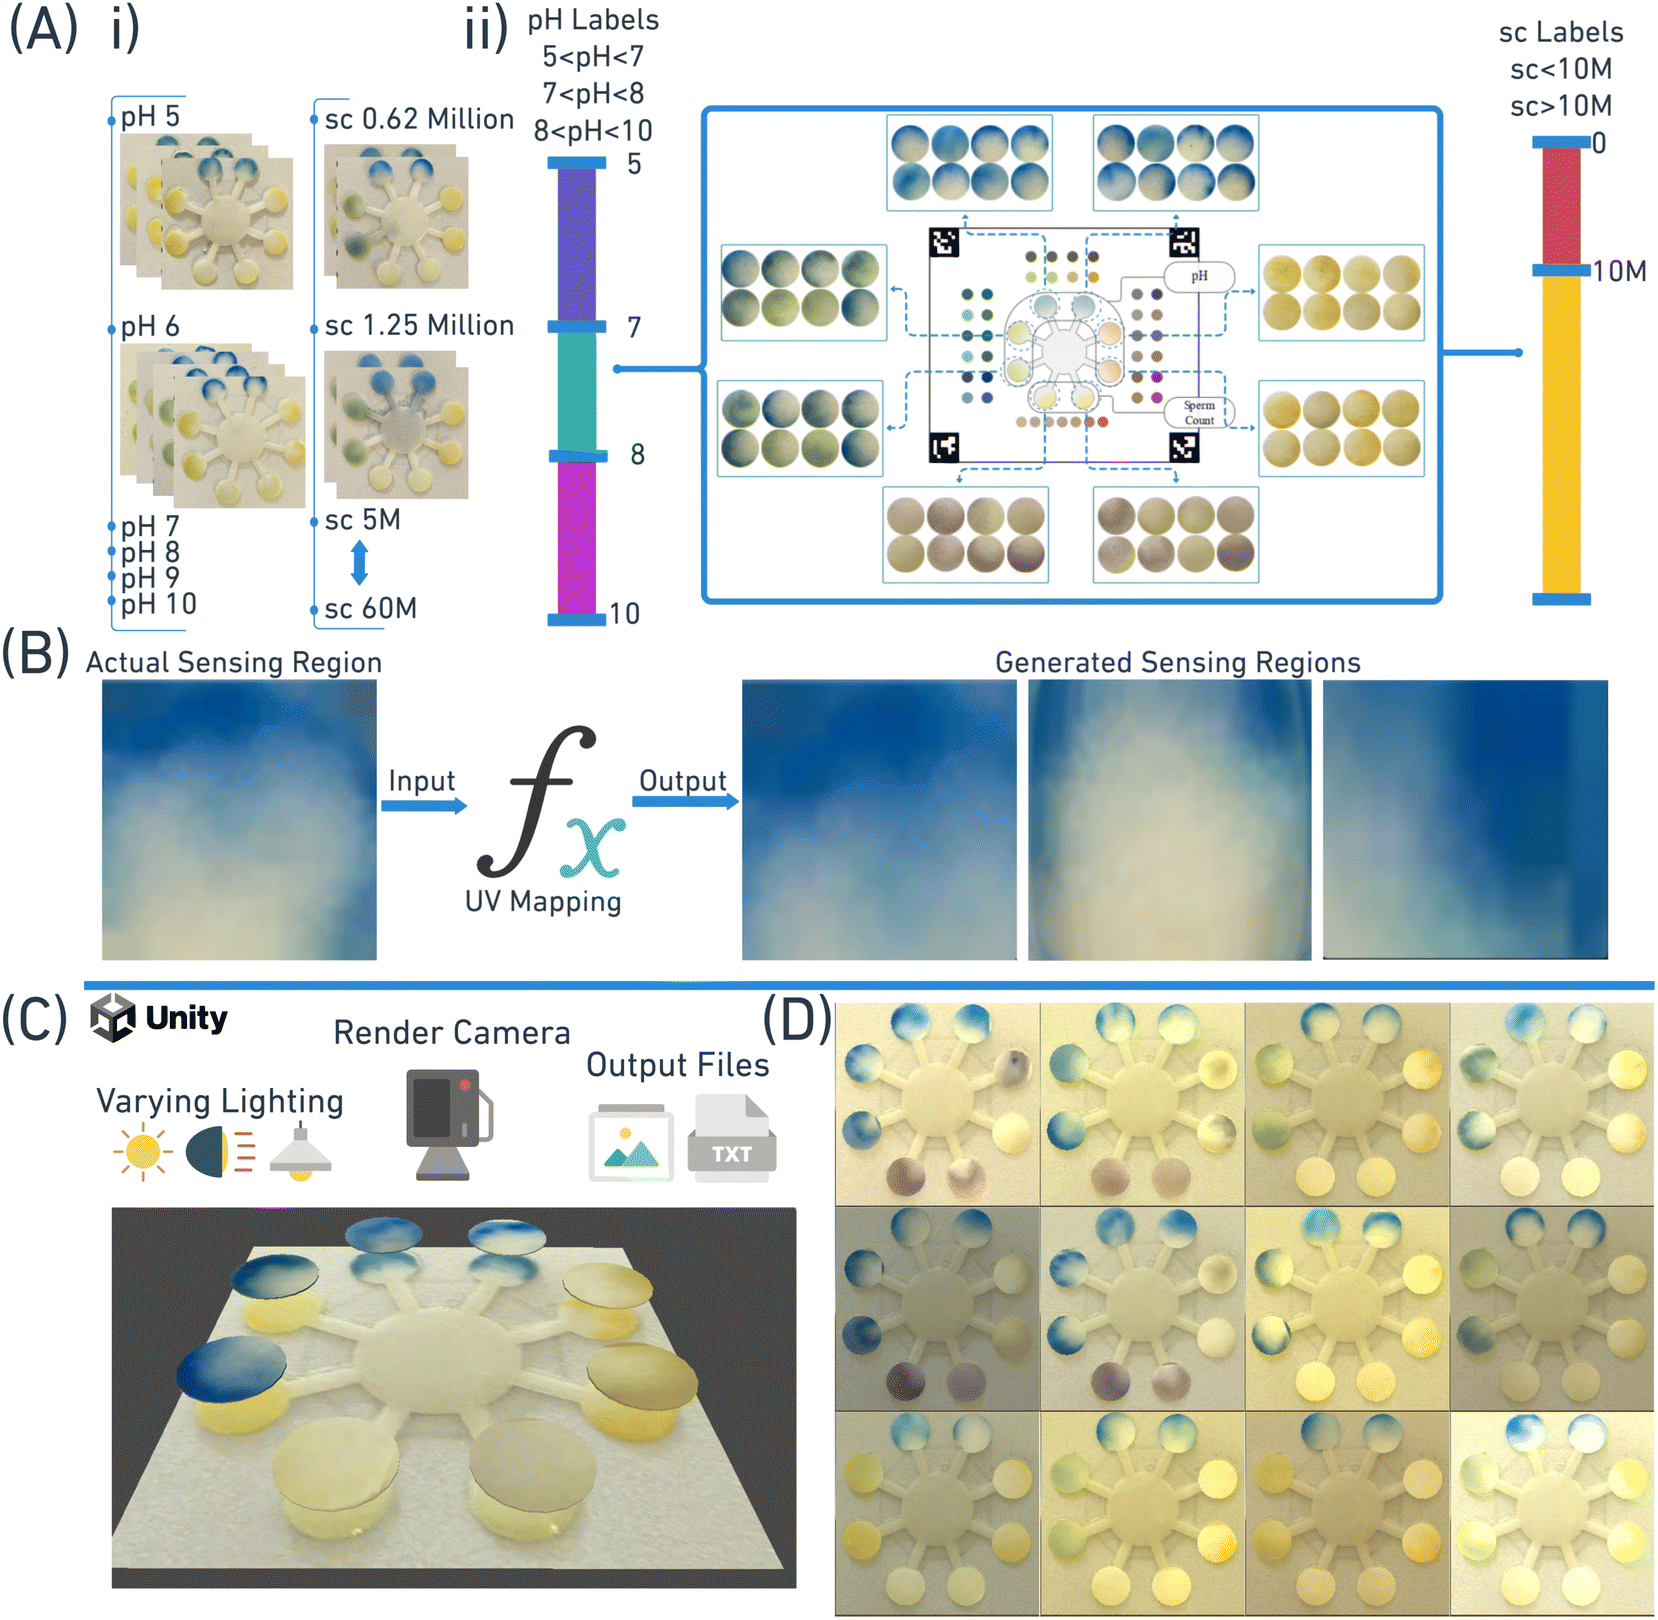 (A) i)
pH 5
pH 6
pH 7
pH 8
pH 9
pH 10
sc 0.62 Million
sc 1.25 Million
sc 5M
sc 60M
ii)
pH Labels
5<pH<7
7<pH<8
8<pH<10
5
7
8
10
pH
Sperm
Count
sc Labels
sc<10M
sc>10M
0
10M
(B)
Actual Sensing Region
Input
fx
UV Mapping
Output
Generated Sensing Regions
(C)
Unity
Render Camera
Output Files
Varying Lighting
TXT
(D)